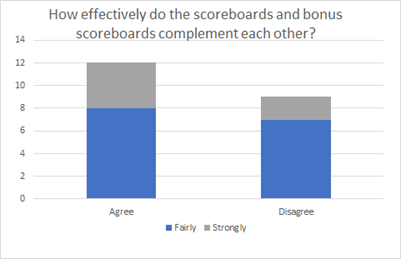 How effectively do the scoreboards and bonus
scoreboards complement each other?
14
12
10
8
6
4
2
0
Agree
Disagree
Fairly
Strongly